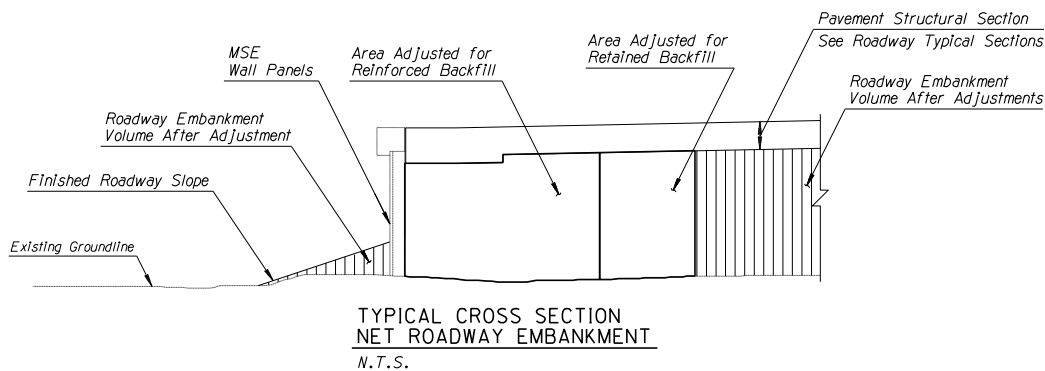 Pavement Structural Section
See Roadway Typical Sections
MSE
Wall Panels
Area Adjusted for
Reinforced Backfill
Area Adjusted for
Retained Backfill
Roadway Embankment
Volume After Adjustments
Roadway Embankment
Volume After Adjustment
Finished Roadway Slope
Existing Groundline
TYPICAL CROSS SECTION
NET ROADWAY EMBANKMENT
N.T.S.